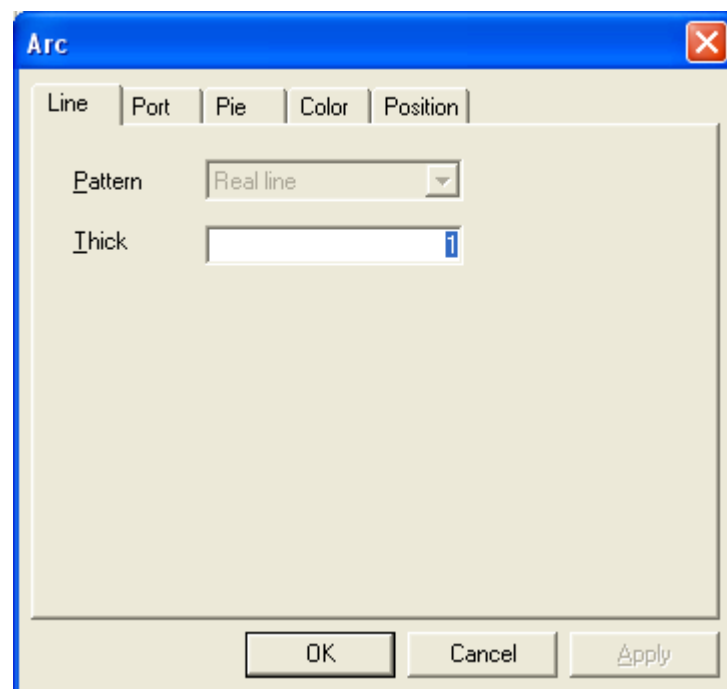 Arc
Line Port Pie Color Position
Pattern Real line
Thick 1
OK Cancel Apply